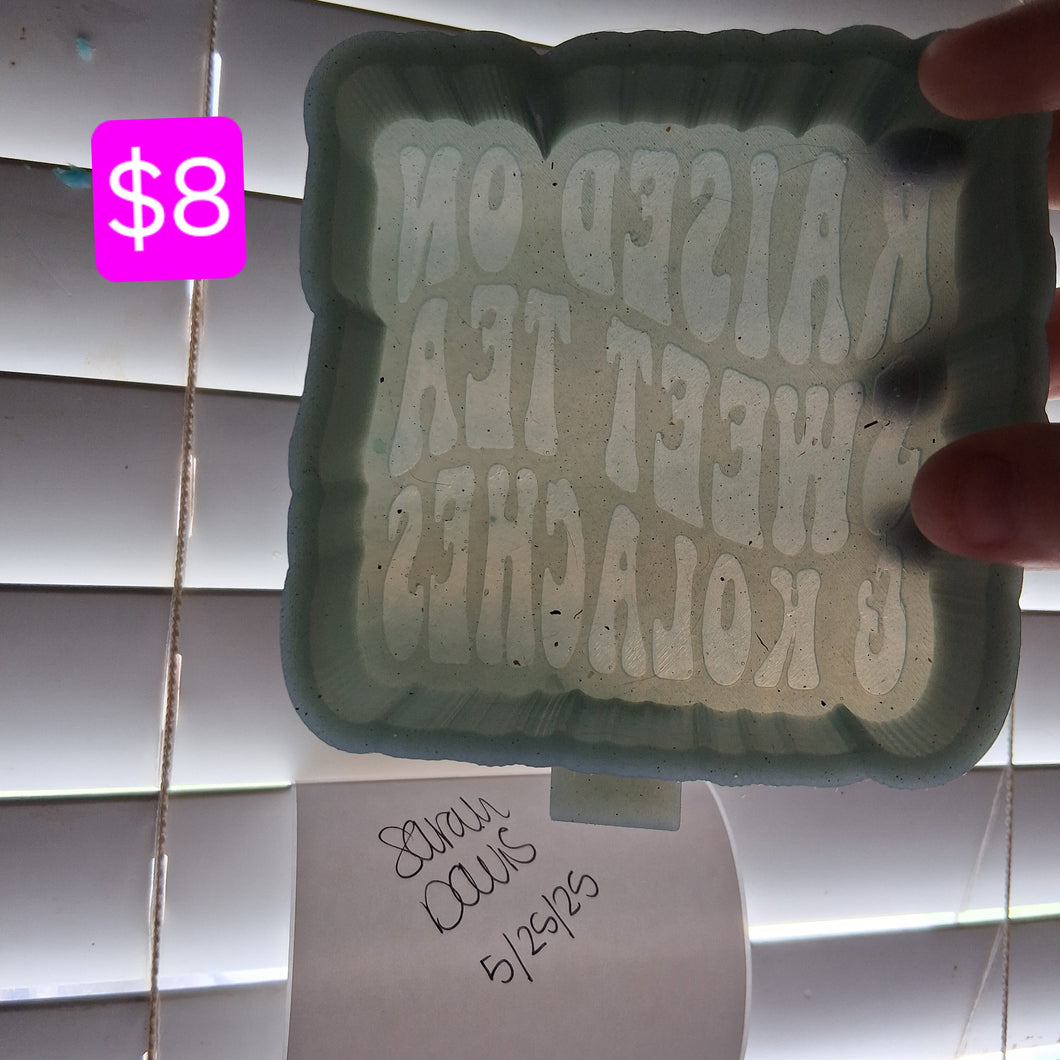 $8
RAISED ON
SWEET TEA
& KOLACHES
Sarah
Davis
5/25/25